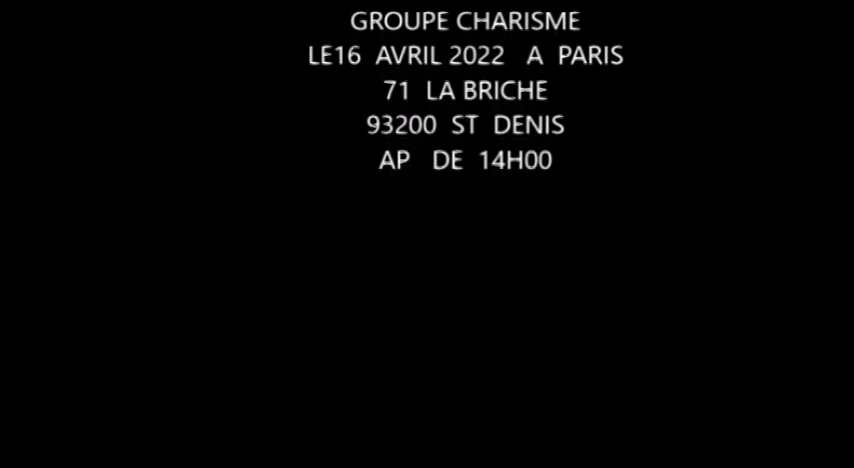 GROUPE CHARISME
LE16 AVRIL 2022 A PARIS
71 LA BRICHE
93200 ST DENIS
AP DE 14H00